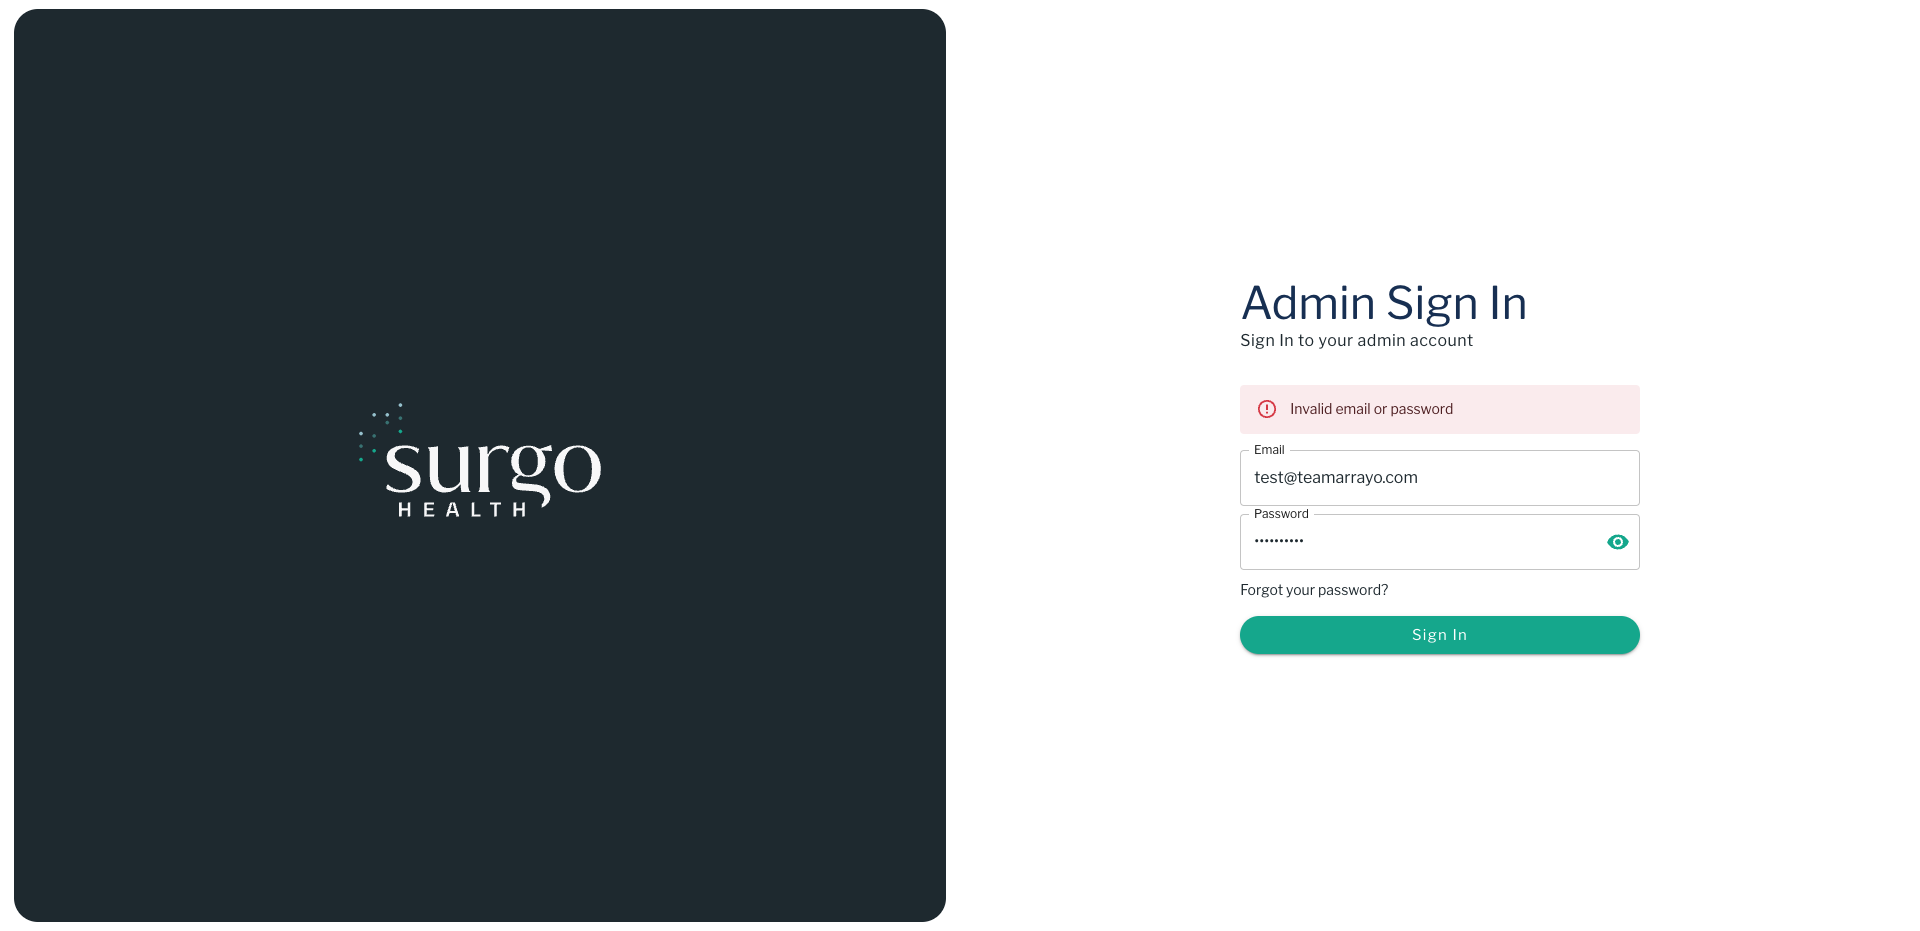 surgo
HEALTH
Admin Sign In
Sign In to your admin account
Invalid email or password
Email
test@teamarrayo.com
Password
••••••••••
Forgot your password?
Sign In